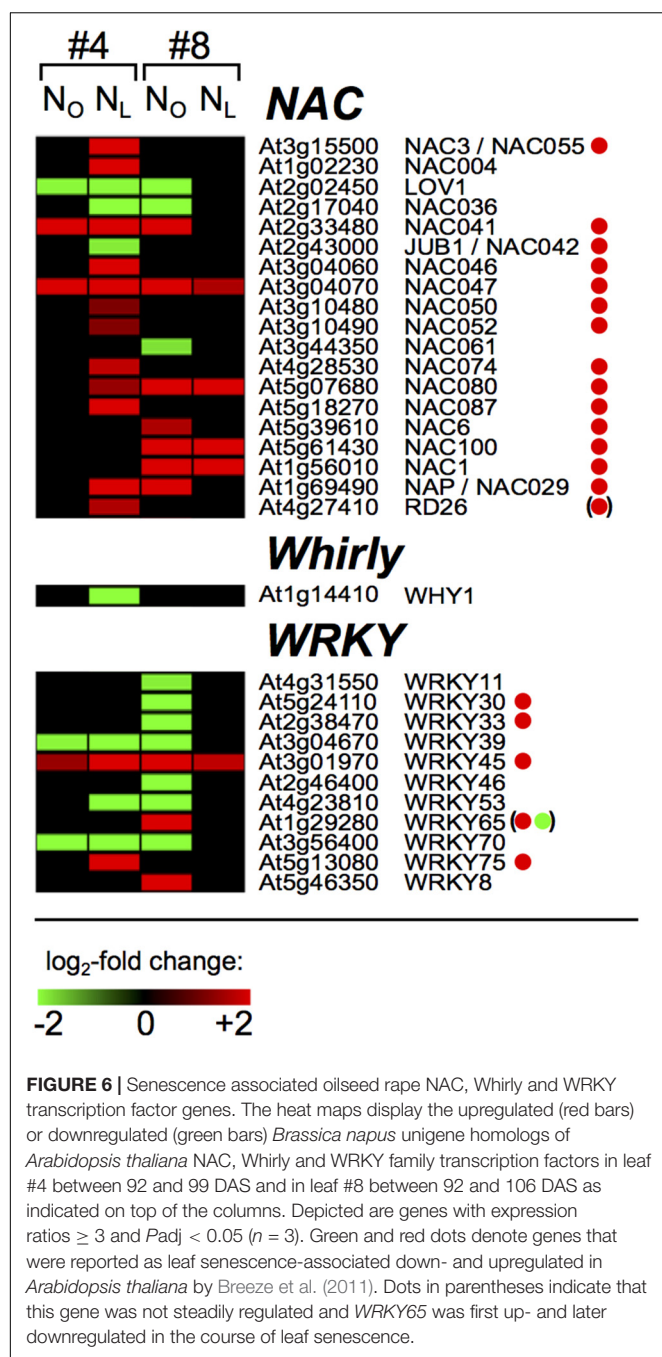 #4 #8
NO NL NO NL
NAC
At3g15500 NAC3 / NAC055
At1g02230 NAC004
At2g02450 LOV1
At2g17040 NAC036
At2g33480 NAC041
At2g43000 JUB1 / NAC042
At3g04060 NAC046
At3g04070 NAC047
At3g10480 NAC050
At3g10490 NAC052
At3g44350 NAC061
At4g28530 NAC074
At5g07680 NAC080
At5g18270 NAC087
At5g39610 NAC6
At5g61430 NAC100
At1g56010 NAC1
At1g69490 NAP / NAC029
At4g27410 RD26 ( )
Whirly
At1g14410 WHY1
WRKY
At4g31550 WRKY11
At5g24110 WRKY30
At2g38470 WRKY33
At3g04670 WRKY39
At3g01970 WRKY45
At2g46400 WRKY46
At4g23810 WRKY53
At1g29280 WRKY65 ( )
At3g56400 WRKY70
At5g13080 WRKY75
At5g46350 WRKY8
log2-fold change:
-2 0 +2
FIGURE 6 | Senescence associated oilseed rape NAC, Whirly and WRKY
transcription factor genes. The heat maps display the upregulated (red bars)
or downregulated (green bars) Brassica napus unigene homologs of
Arabidopsis thaliana NAC, Whirly and WRKY family transcription factors in leaf
#4 between 92 and 99 DAS and in leaf #8 between 92 and 106 DAS as
indicated on top of the columns. Depicted are genes with expression
ratios ≥ 3 and Padj < 0.05 (n = 3). Green and red dots denote genes that
were reported as leaf senescence-associated down- and upregulated in
Arabidopsis thaliana by Breeze et al. (2011). Dots in parentheses indicate that
this gene was not steadily regulated and WRKY65 was first up- and later
downregulated in the course of leaf senescence.